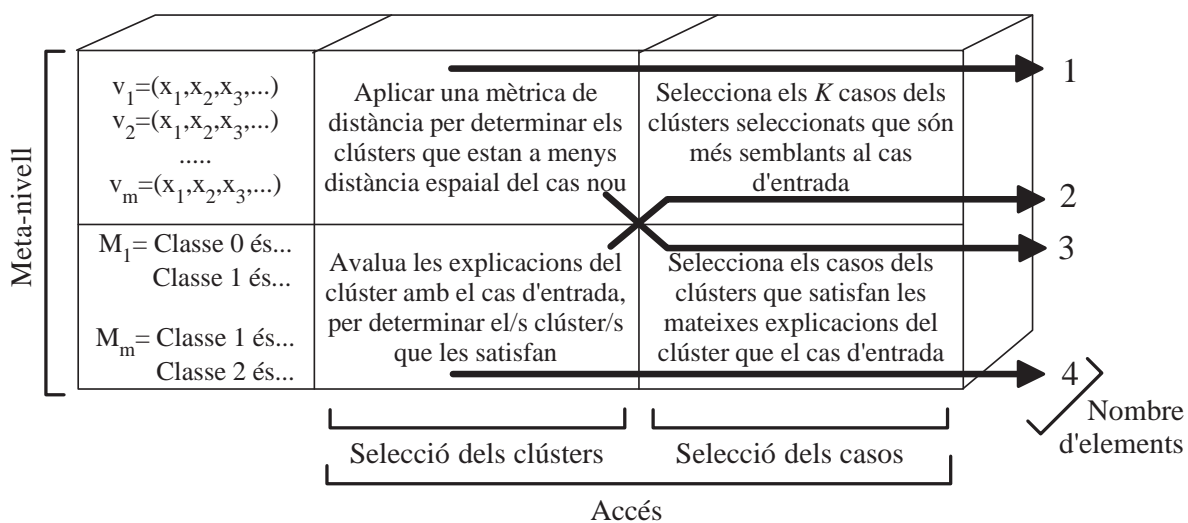 Meta-nivell
v1=(x1,x2,x3,...)
v2=(x1,x2,x3,...)
.....
vm=(x1,x2,x3,...)
Aplicar una mètrica de
distància per determinar els
clústers que estan a menys
distància espaial del cas nou
Selecciona els K casos dels
clústers seleccionats que són
més semblants al cas
d'entrada
1
2
3
4
M1= Classe 0 és...
Classe 1 és...
Mm= Classe 1 és...
Classe 2 és...
Avalua les explicacions del
clúster amb el cas d'entrada,
per determinar el/s clúster/s
que les satisfan
Selecciona els casos dels
clústers que satisfan les
mateixes explicacions del
clúster que el cas d'entrada
Nombre
d'elements
Selecció dels clústers
Selecció dels casos
Accés